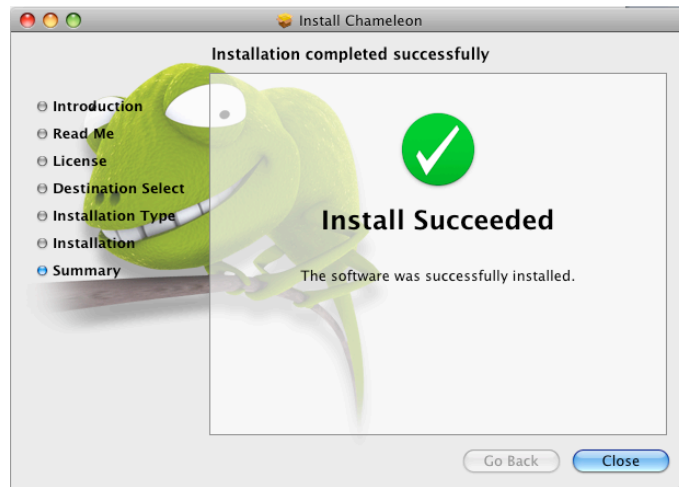 Install Chameleon
Installation completed successfully
Introduction
Read Me
License
Destination Select
Installation Type
Installation
Summary
Install Succeeded
The software was successfully installed.
Go Back
Close